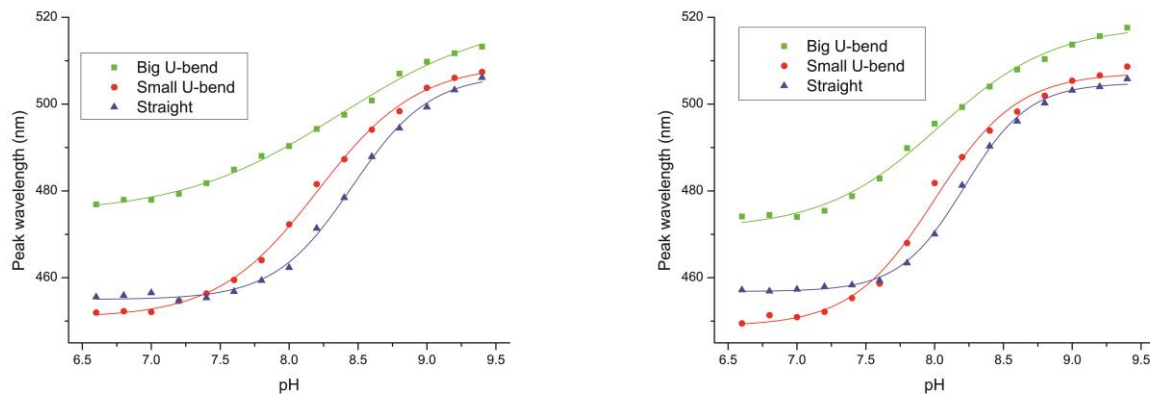 520
500
480
460
Peak wavelength (nm)
Big U-bend
Small U-bend
Straight
6.5 7.0 7.5 8.0 8.5 9.0 9.5
pH
520
500
480
460
Peak wavelength (nm)
Big U-bend
Small U-bend
Straight
6.5 7.0 7.5 8.0 8.5 9.0 9.5
pH